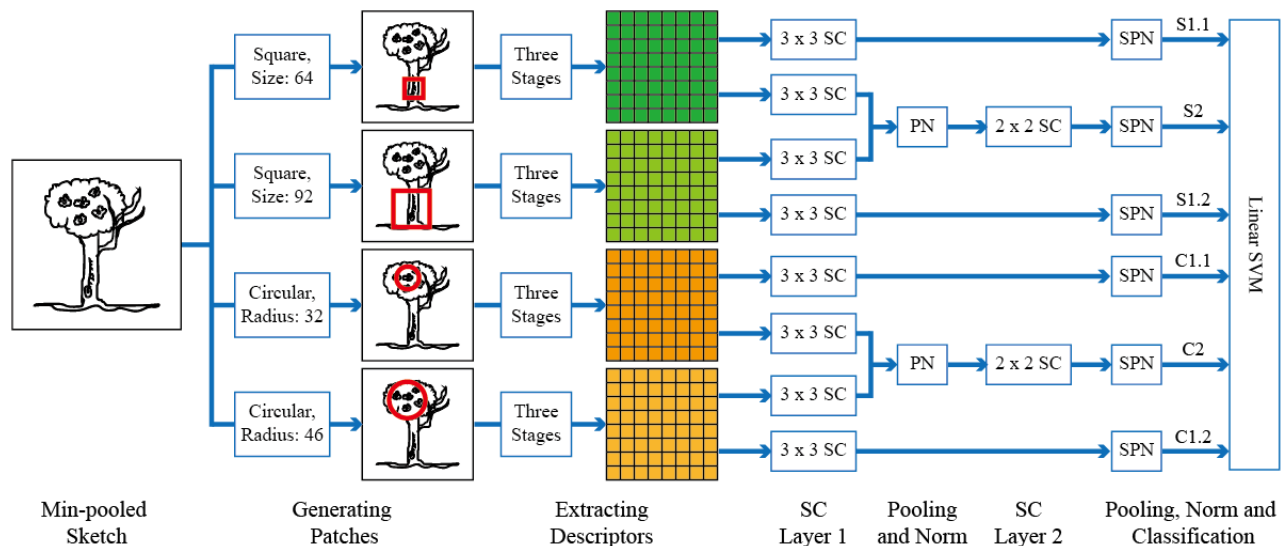 Square,
Size: 64
Three
Stages
3 x 3 SC
SPN
S1.1
3 x 3 SC
PN
2 x 2 SC
SPN
S2
Square,
Size: 92
Three
Stages
3 x 3 SC
3 x 3 SC
SPN
S1.2
Circular,
Radius: 32
Three
Stages
3 x 3 SC
SPN
C1.1
3 x 3 SC
PN
2 x 2 SC
SPN
C2
Circular,
Radius: 46
Three
Stages
3 x 3 SC
3 x 3 SC
SPN
C1.2
Linear SVM
Min-pooled
Sketch
Generating
Patches
Extracting
Descriptors
SC
Layer 1
Pooling
and Norm
SC
Layer 2
Pooling, Norm and
Classification